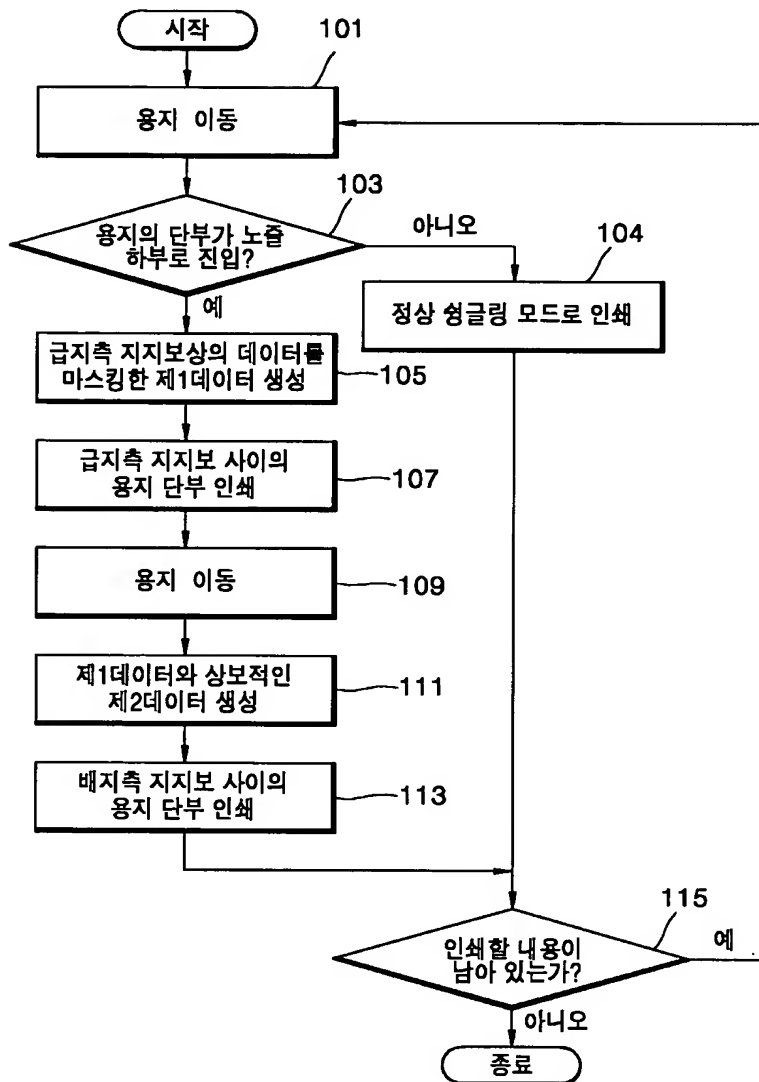 시작
101
용지 이동
103
용지의 단부가 노즐
하부로 진입?
아니오
104
예
정상 슁글링 모드로 인쇄
급지측 지지보상의 데이터를
마스킹한 제1데이터 생성
105
급지측 지지보 사이의
용지 단부 인쇄
107
용지 이동
109
제1데이터와 상보적인
제2데이터 생성
111
배지측 지지보 사이의
용지 단부 인쇄
113
115
인쇄할 내용이
남아 있는가?
예
아니오
종료